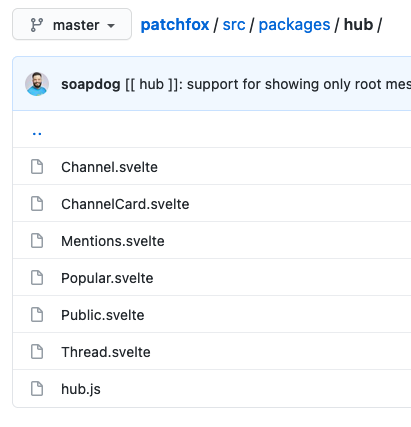 master patchfox / src / packages / hub /
soapdog [[ hub ]]: support for showing only root mes
..
Channel.svelte
ChannelCard.svelte
Mentions.svelte
Popular.svelte
Public.svelte
Thread.svelte
hub.js